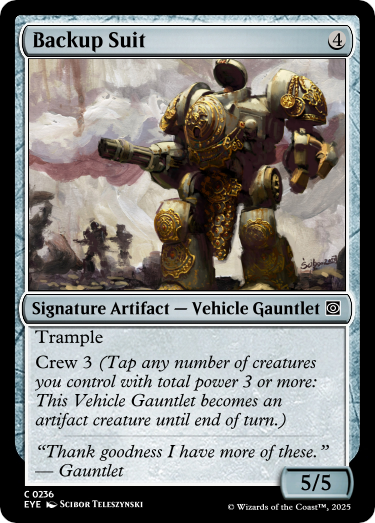 Backup Suit 4
Signature Artifact — Vehicle Gauntlet
Trample
Crew 3 (Tap any number of creatures
you control with total power 3 or more:
This Vehicle Gauntlet becomes an
artifact creature until end of turn.)
“Thank goodness I have more of these.”
— Gauntlet
5/5
C 0236
EYE SCIBOR TELESZYNSKI
© Wizards of the Coast™, 2025